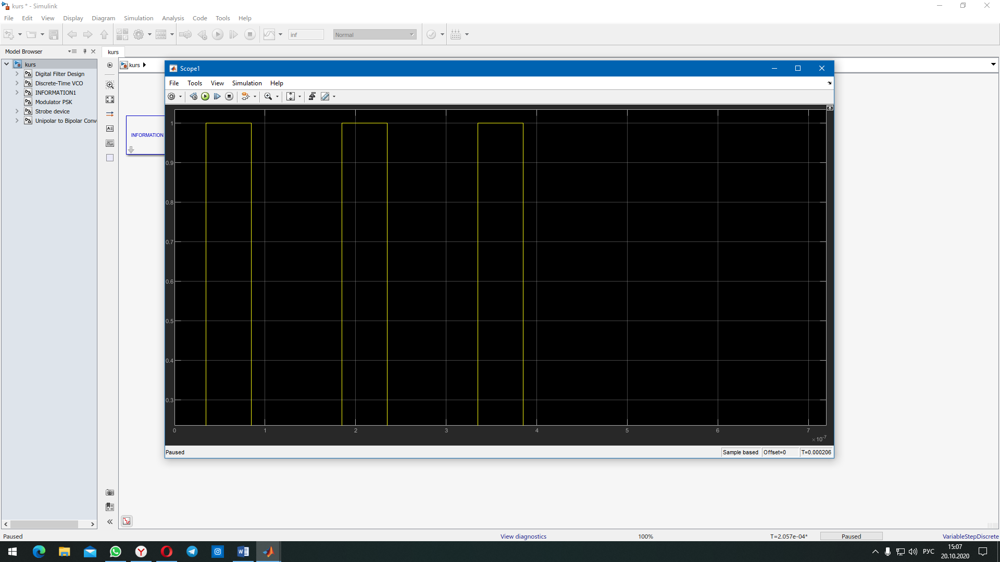 kurs * - Simulink
File Edit View Display Diagram Simulation Analysis Code Tools Help
inf Normal
Model Browser
kurs
kurs
Digital Filter Design
Discrete-Time VCO
INFORMATION1
Modulator PSK
Strobe device
Unipolar to Bipolar Conv
kurs
INFORMATION
Scope1
File Tools View Simulation Help
1
0.9
0.8
0.7
0.6
0.5
0.4
0.3
0 1 2 3 4 5 6 7
×10-7
Paused Sample based Offset=0 T=0.000206
Paused View diagnostics 100% T=2.057e-04* Paused VariableStepDiscrete
РУС 15:07
20.10.2020